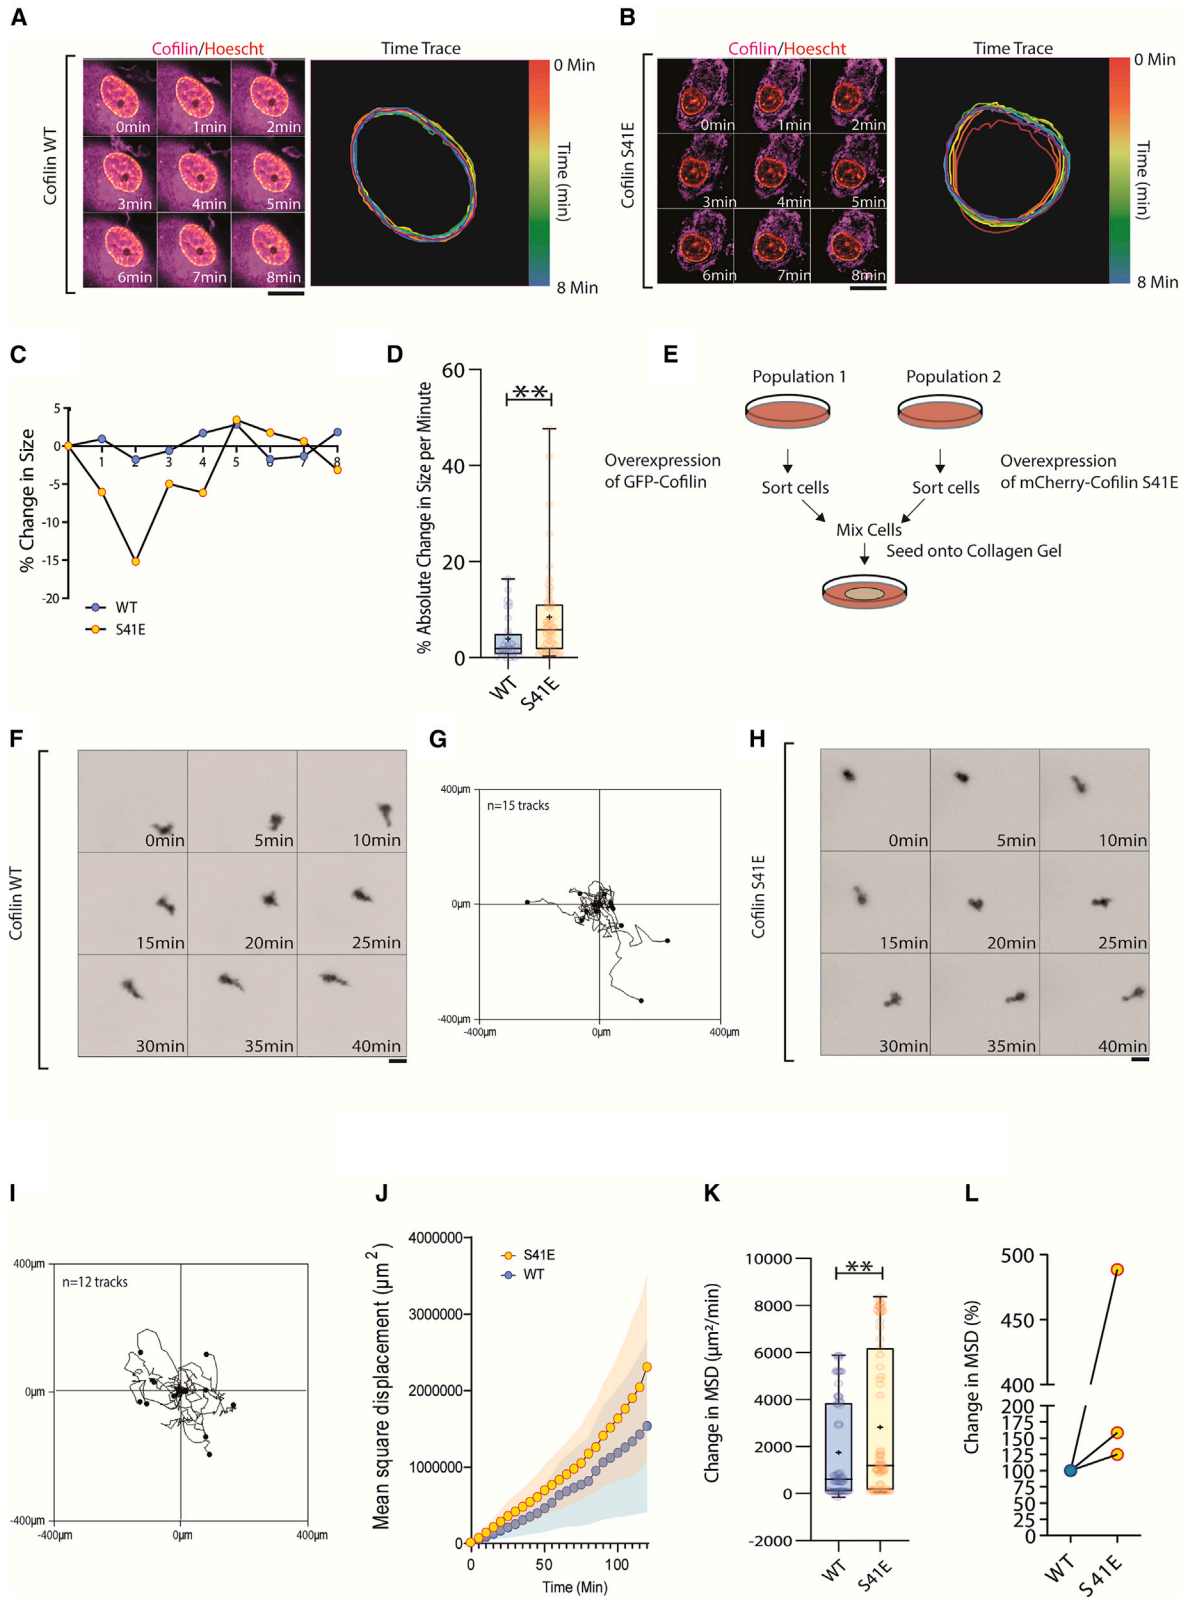 A
Cofilin/Hoescht
Time Trace
Cofilin WT
0min
1min
2min
3min
4min
5min
6min
7min
8min
0 Min
Time (min)
8 Min
B
Cofilin/Hoescht
Time Trace
Cofilin S41E
0min
1min
2min
3min
4min
5min
6min
7min
8min
0 Min
Time (min)
8 Min
C
% Change in Size
5
0
-5
-10
-15
-20
1
2
3
4
5
6
7
8
WT
S41E
D
% Absolute Change in Size per Minute
60
40
20
0
**
WT
S41E
E
Population 1
Population 2
Overexpression
of GFP-Cofilin
Overexpression
of mCherry-Cofilin S41E
Sort cells
Sort cells
Mix Cells
Seed onto Collagen Gel
F
Cofilin WT
0min
5min
10min
15min
20min
25min
30min
35min
40min
G
400µm
n=15 tracks
0µm
-400µm
-400µm
0µm
400µm
H
Cofilin S41E
0min
5min
10min
15min
20min
25min
30min
35min
40min
I
400µm
n=12 tracks
0µm
-400µm
-400µm
0µm
400µm
J
Mean square displacement (µm²)
4000000
3000000
2000000
1000000
0
S41E
WT
0
50
100
Time (Min)
K
Change in MSD (µm²/min)
10000
8000
6000
4000
2000
0
-2000
**
WT
S41E
L
Change in MSD (%)
500
450
400
200
175
150
125
100
75
50
25
0
WT
S41E